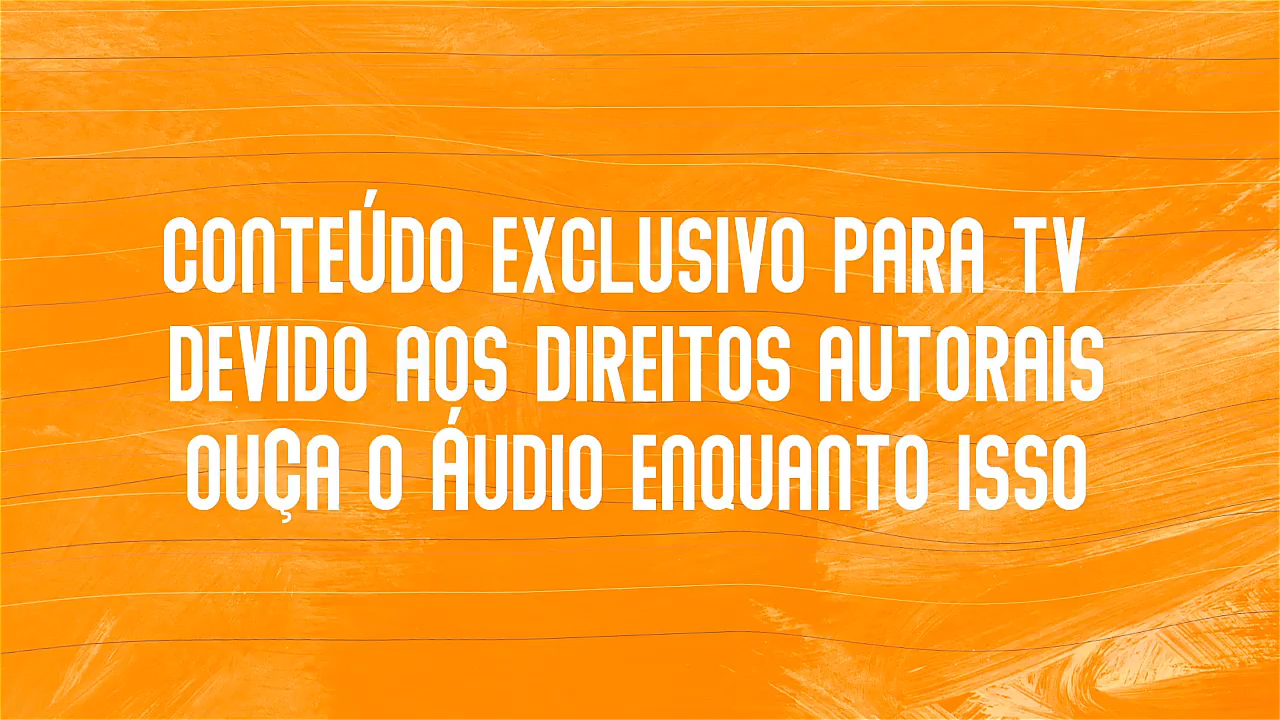 CONTEÚDO EXCLUSIVO PARA TV
DEVIDO AOS DIREITOS AUTORAIS
OUÇA O ÁUDIO ENQUANTO ISSO